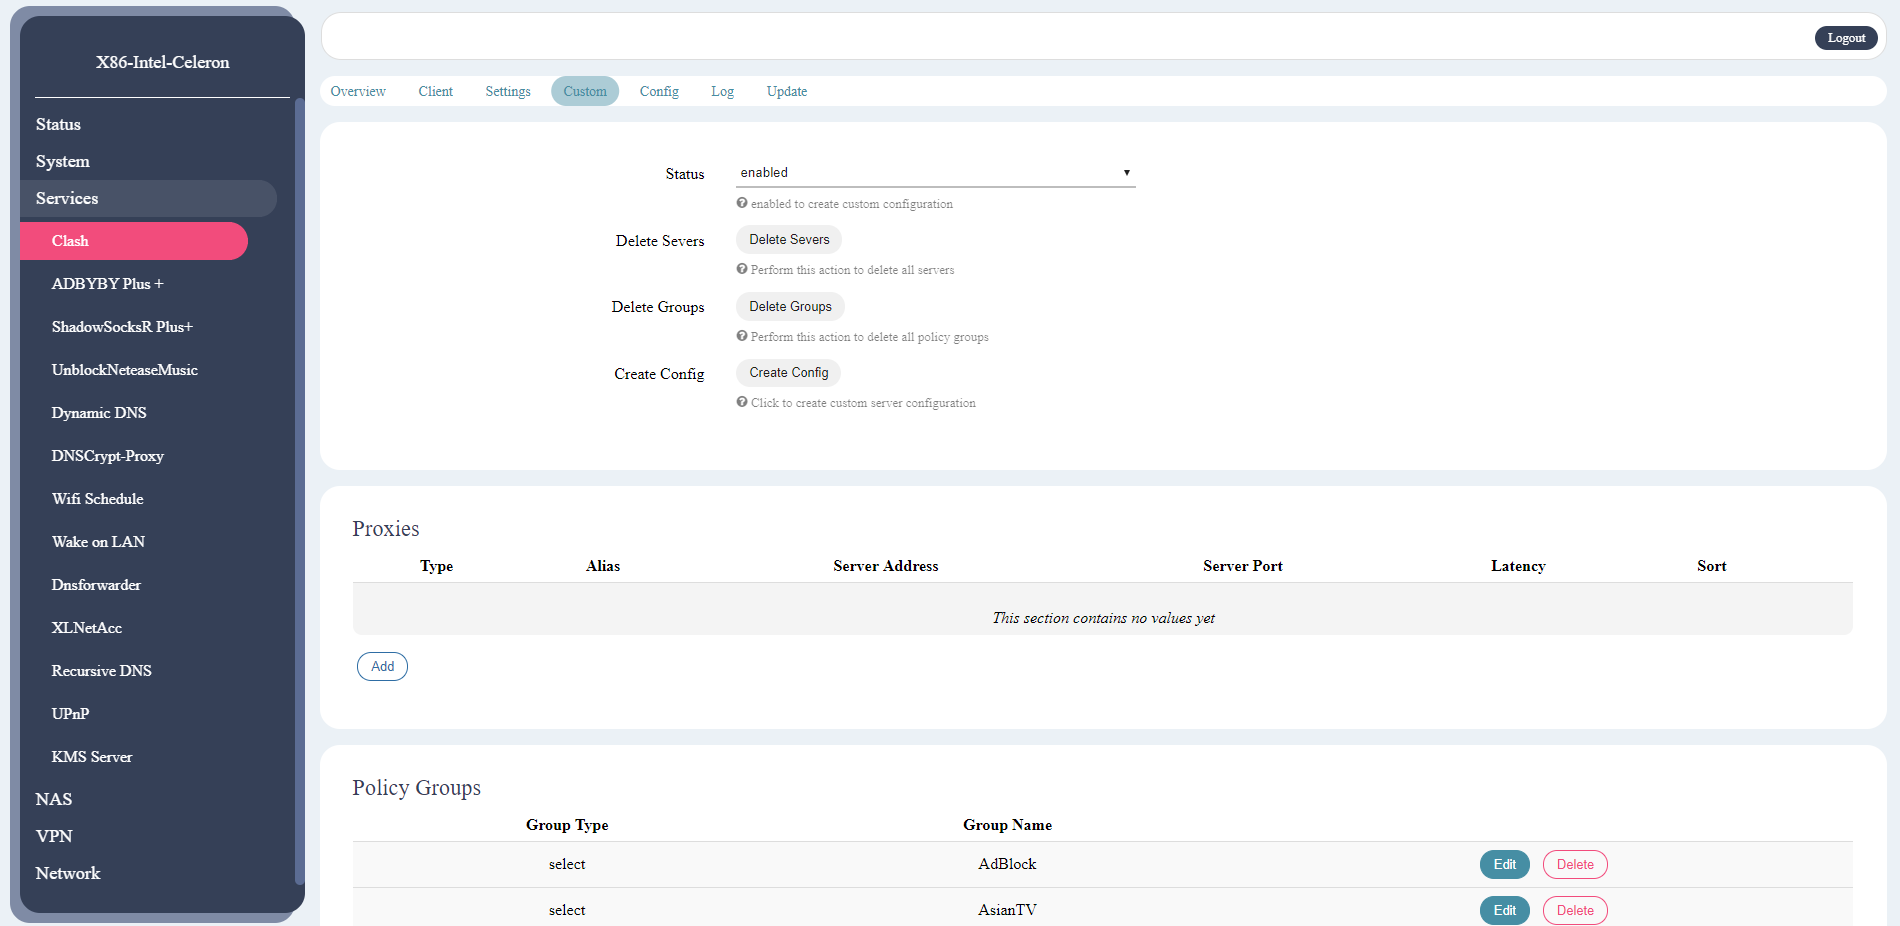 X86-Intel-Celeron
Status
System
Services
Clash
ADBYBY Plus +
ShadowSocksR Plus+
UnblockNeteaseMusic
Dynamic DNS
DNSCrypt-Proxy
Wifi Schedule
Wake on LAN
Dnsforwarder
XLNetAcc
Recursive DNS
UPnP
KMS Server
NAS
VPN
Network
Logout
Overview Client Settings Custom Config Log Update
Status enabled
enabled to create custom configuration
Delete Severs Delete Severs
Perform this action to delete all servers
Delete Groups Delete Groups
Perform this action to delete all policy groups
Create Config Create Config
Click to create custom server configuration
Proxies
Type Alias Server Address Server Port Latency Sort
This section contains no values yet
Add
Policy Groups
Group Type Group Name
select AdBlock Edit Delete
select AsianTV Edit Delete